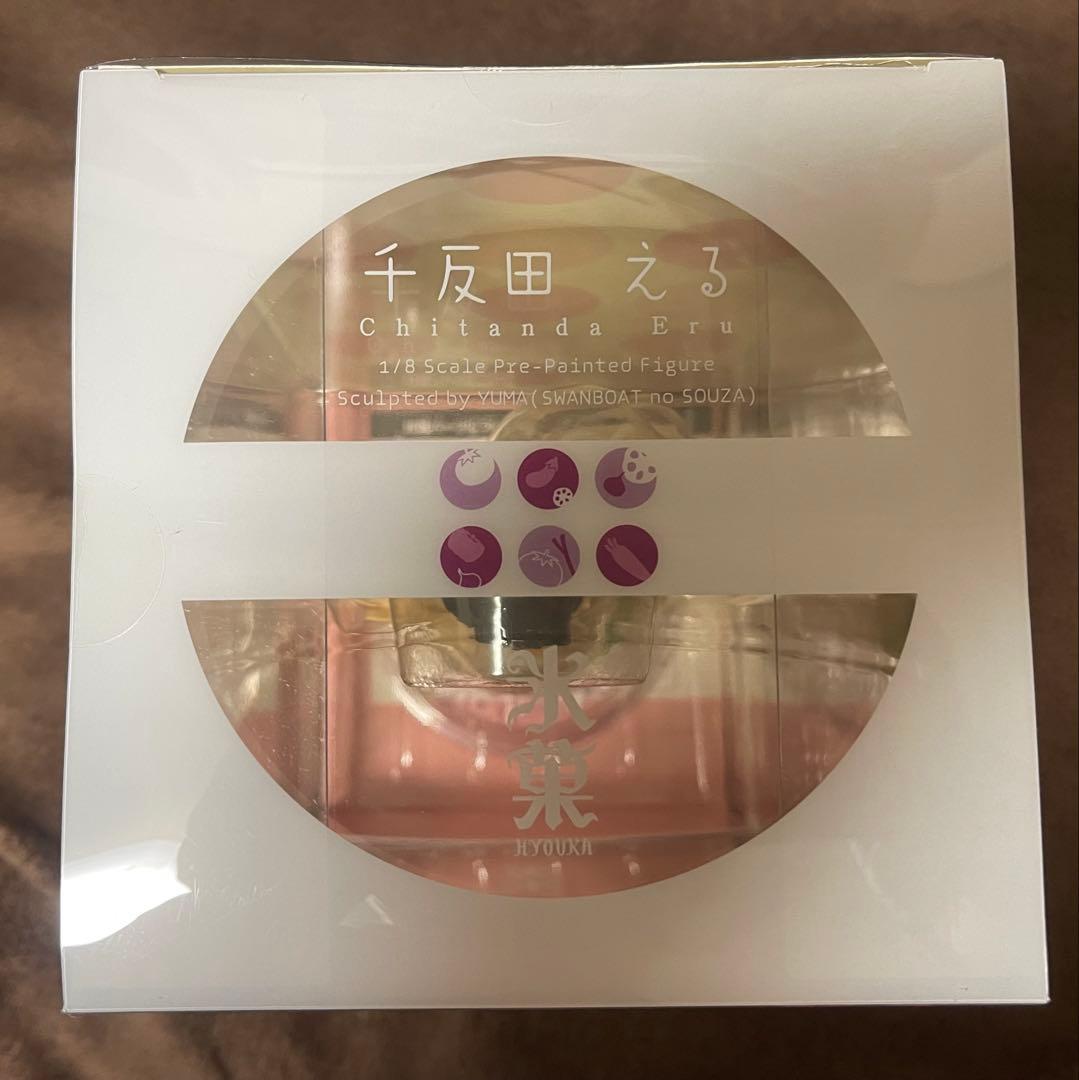 千反田 える
Chitanda Eru
1/8 Scale Pre-Painted Figure
Sculpted by YUMA(SWANBOAT no SOUZA)
氷菓
HYOUKA